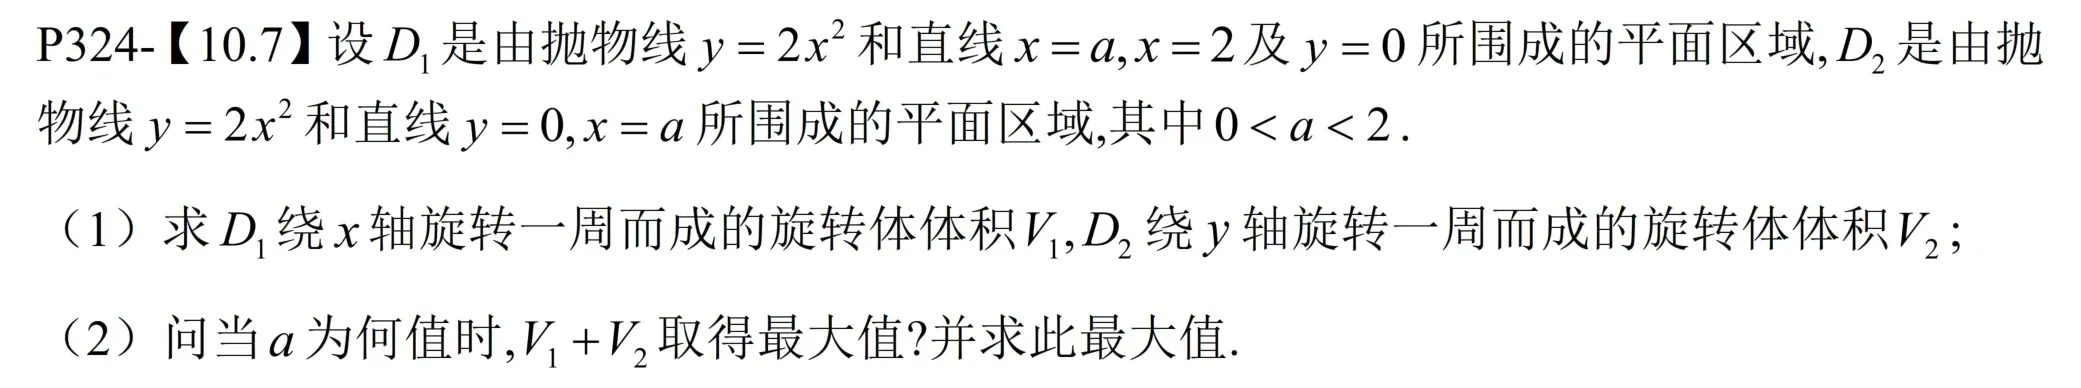 P324-【10.7】设 $D_1$ 是由抛物线 $y=2x^2$ 和直线 $x=a,x=2$ 及 $y=0$ 所围成的平面区域,$D_2$ 是由抛
物线 $y=2x^2$ 和直线 $y=0,x=a$ 所围成的平面区域,其中 $0<a<2$.
（1）求 $D_1$ 绕 $x$ 轴旋转一周而成的旋转体体积 $V_1,D_2$ 绕 $y$ 轴旋转一周而成的旋转体体积 $V_2$;
（2）问当 $a$ 为何值时,$V_1+V_2$ 取得最大值?并求此最大值.